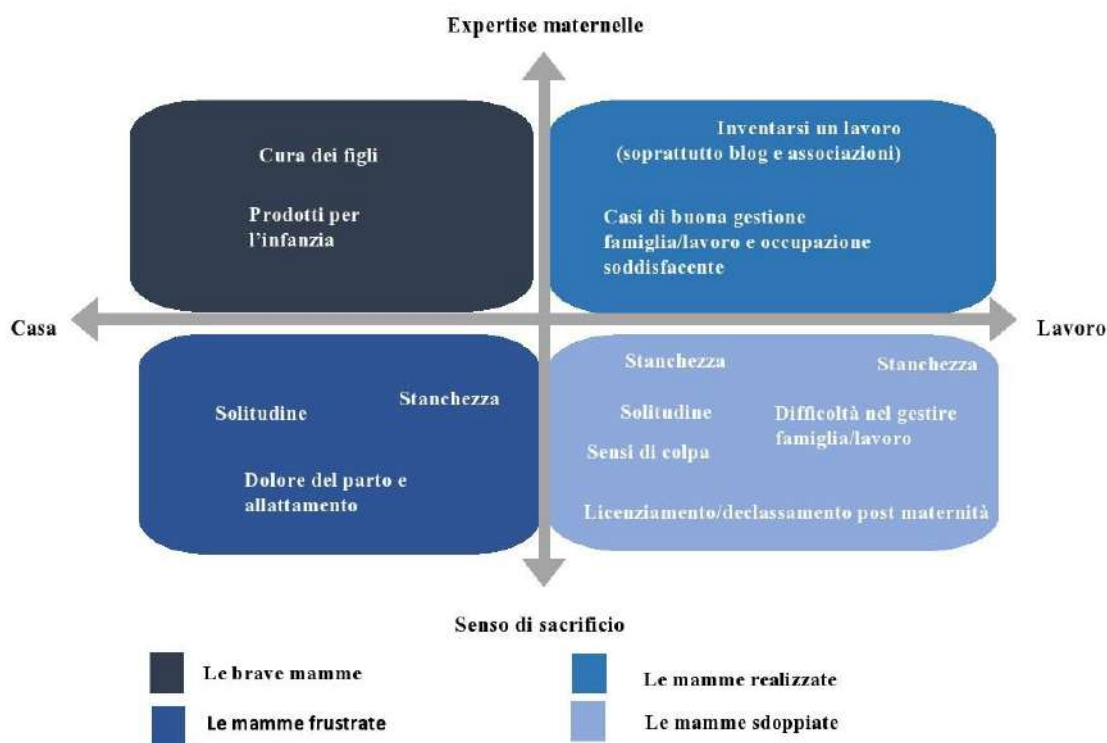 Expertise maternelle
Cura dei figli
Prodotti per
l'infanzia
Inventarsi un lavoro
(soprattutto blog e associazioni)
Casi di buona gestione
famiglia/lavoro e occupazione
soddisfacente
Casa
Lavoro
Solitudine
Stanchezza
Dolore del parto e
allattamento
Stanchezza
Stanchezza
Solitudine
Difficoltà nel gestire
famiglia/lavoro
Sensi di colpa
Licenziamento/declassamento post maternità
Senso di sacrificio
Le brave mamme
Le mamme realizzate
Le mamme frustrate
Le mamme sdoppiate